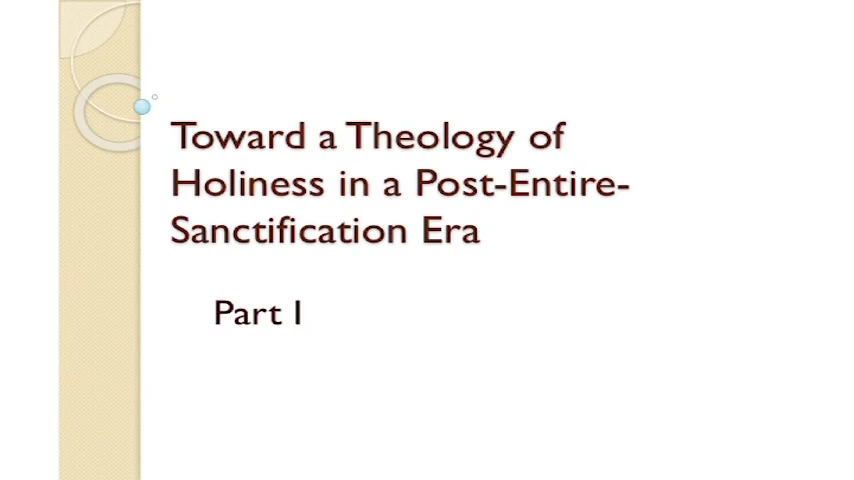 Toward a Theology of
Holiness in a Post-Entire-
Sanctification Era
Part I